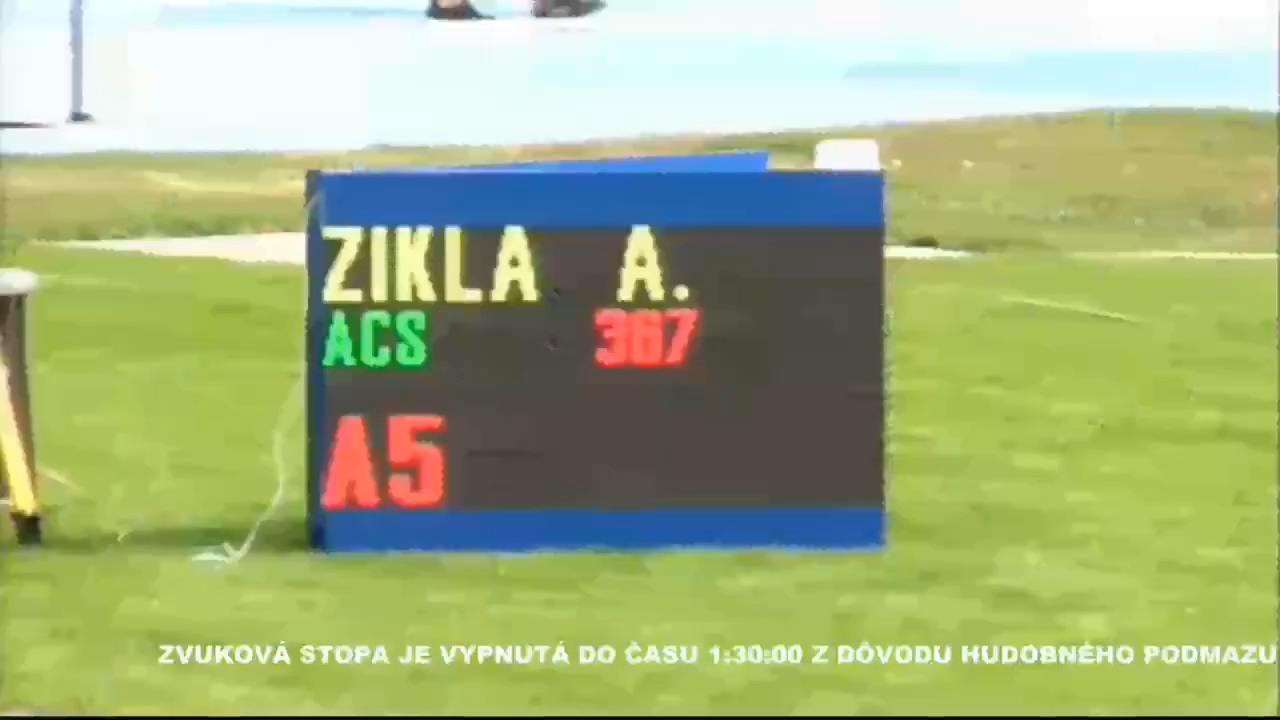 ZIKLA A.
ACS 367
A5
ZVUKOVÁ STOPA JE VYPNUTÁ DO ČASU 1:30:00 Z DÔVODU HUDOBNÉHO PODMAZU